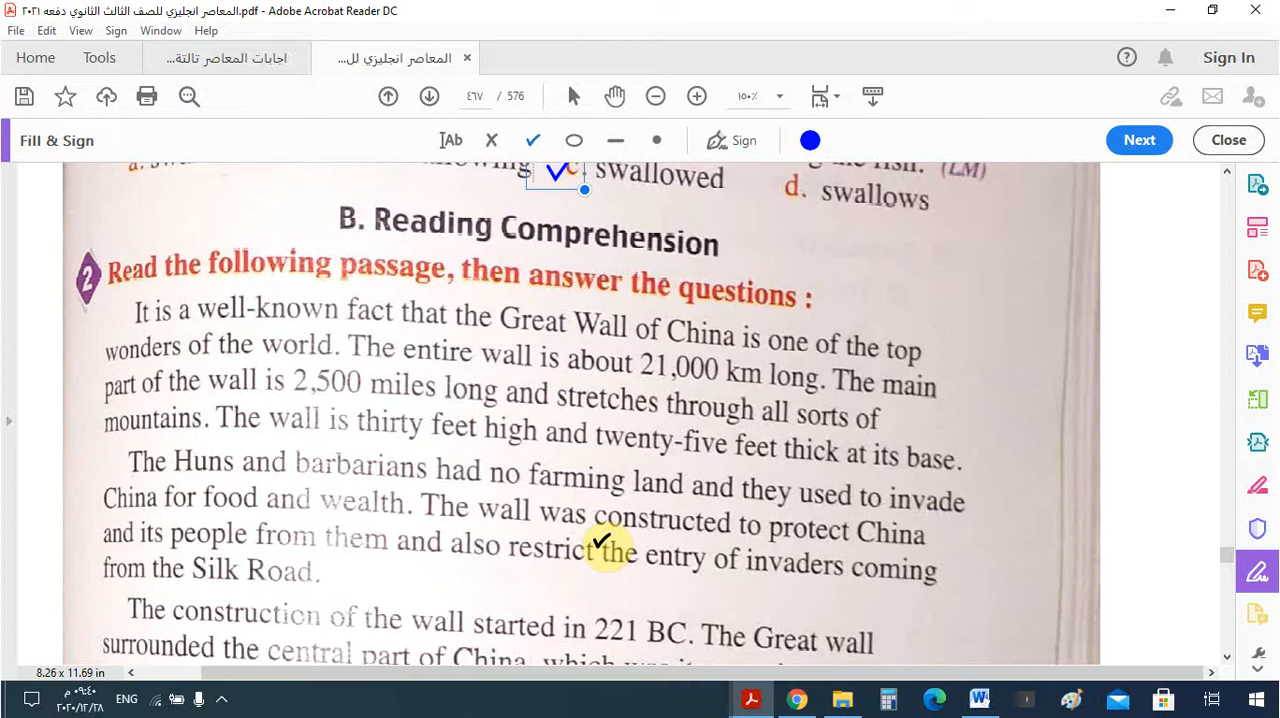 المعاصر انجليزي للصف الثالث الثانوي دفعه ٢٠٢١.pdf - Adobe Acrobat Reader DC
File Edit View Sign Window Help
Home Tools اجابات المعاصر تالتة... المعاصر انجليزي لل... Sign In
٤٦٧ / 576 ١٥٠٪
Fill & Sign Ab Sign Next Close
the fish. (LM)
a. c. swallowed d. swallows
B. Reading Comprehension
2 Read the following passage, then answer the questions :
It is a well-known fact that the Great Wall of China is one of the top
wonders of the world. The entire wall is about 21,000 km long. The main
part of the wall is 2,500 miles long and stretches through all sorts of
mountains. The wall is thirty feet high and twenty-five feet thick at its base.
The Huns and barbarians had no farming land and they used to invade
China for food and wealth. The wall was constructed to protect China
and its people from them and also restrict the entry of invaders coming
from the Silk Road.
The construction of the wall started in 221 BC. The Great wall
surrounded the central part of China, which was
8.26 x 11.69 in
ENG ٠٩:٤٠ م
٢٠٢٠/١٢/٢٨